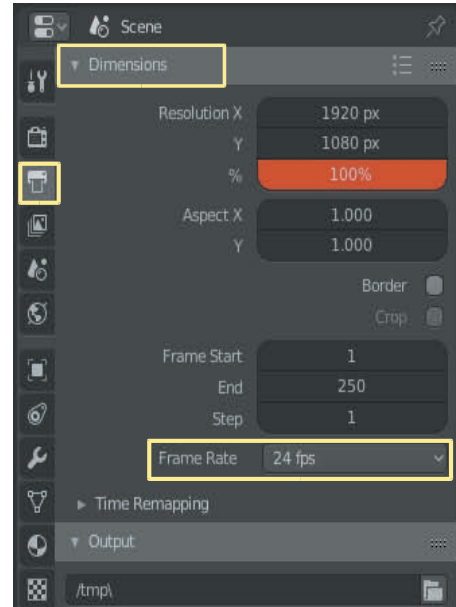 Scene
Dimensions
Resolution X 1920 px
Y 1080 px
% 100%
Aspect X 1.000
Y 1.000
Border
Crop
Frame Start 1
End 250
Step 1
Frame Rate 24 fps
Time Remapping
Output
/tmp\